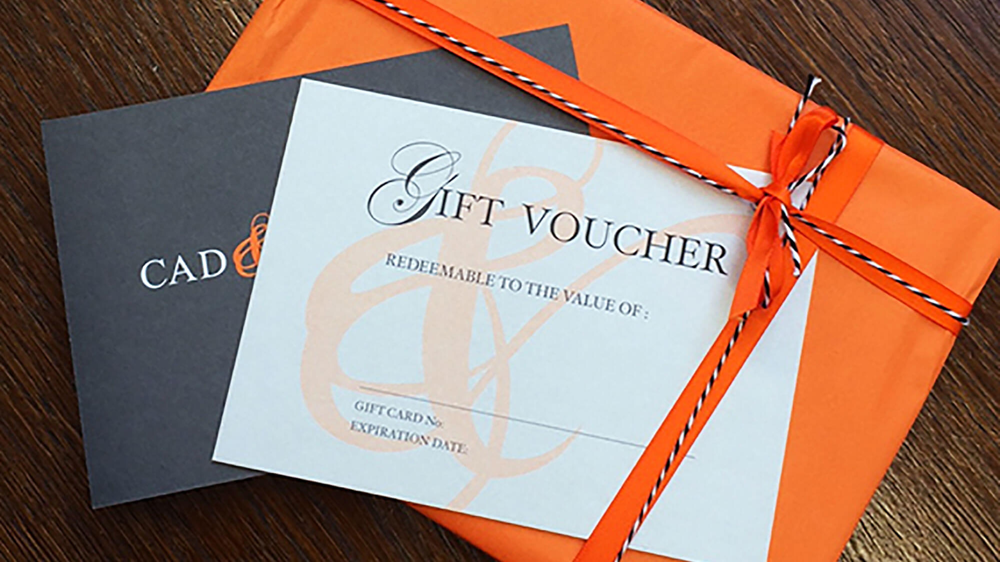 CAD &
GIFT VOUCHER
REDEEMABLE TO THE VALUE OF :
GIFT CARD No:
EXPIRATION DATE: